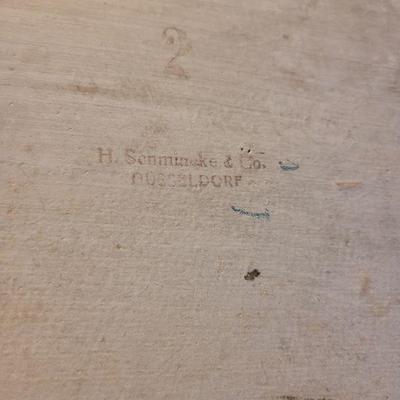 2
H. Schmincke & Co.
DÜSSELDORF